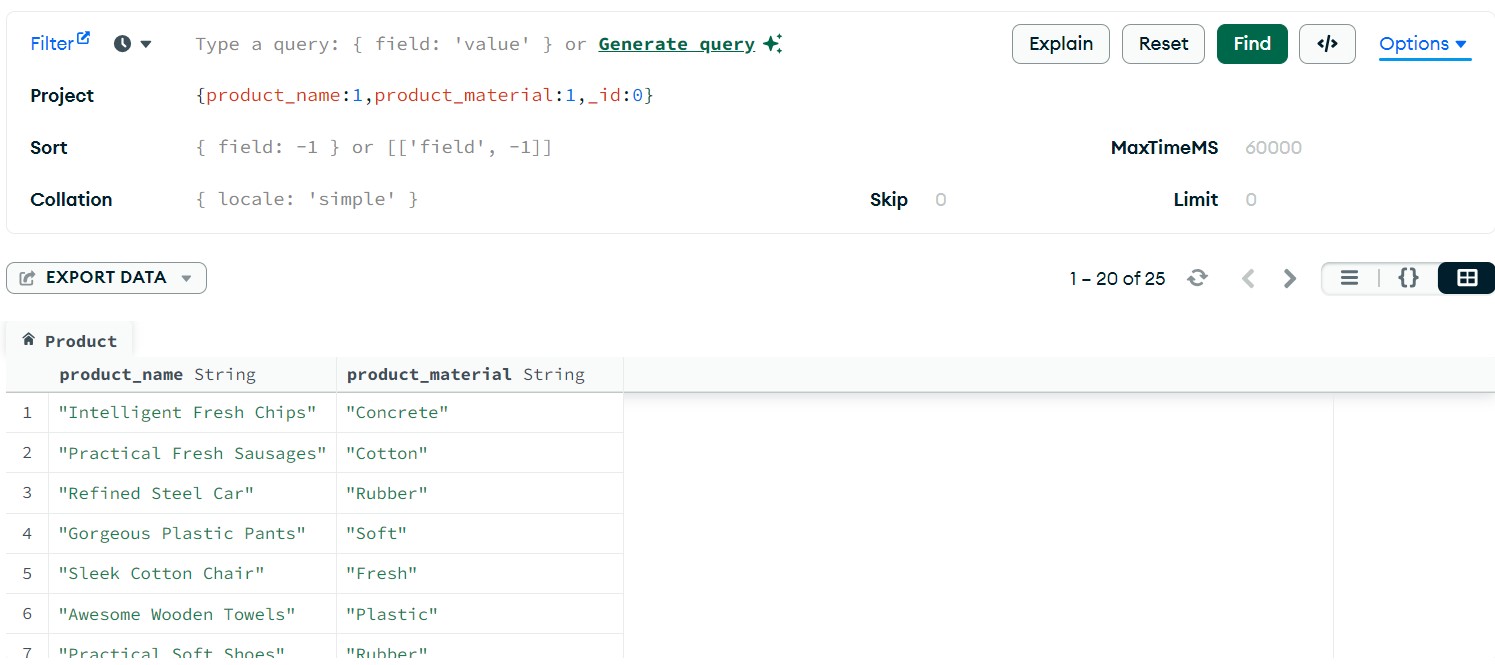 Filter Type a query: { field: 'value' } or Generate query Explain Reset Find </> Options
Project {product_name:1,product_material:1,_id:0}
Sort { field: -1 } or [['field', -1]] MaxTimeMS 60000
Collation { locale: 'simple' } Skip 0 Limit 0
EXPORT DATA 1 – 20 of 25 {}
Product
product_name String product_material String
1 "Intelligent Fresh Chips" "Concrete"
2 "Practical Fresh Sausages" "Cotton"
3 "Refined Steel Car" "Rubber"
4 "Gorgeous Plastic Pants" "Soft"
5 "Sleek Cotton Chair" "Fresh"
6 "Awesome Wooden Towels" "Plastic"
7 "Practical Soft Shoes" "Rubber"